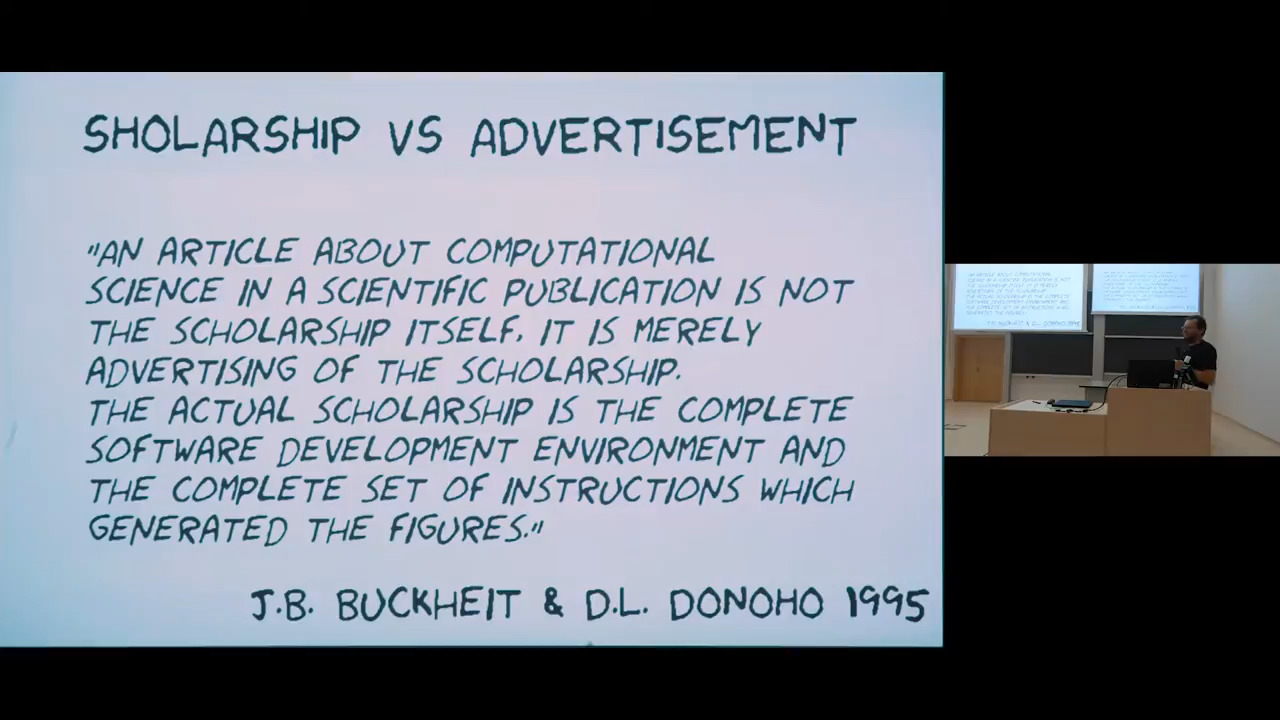 SHOLARSHIP VS ADVERTISEMENT
"AN ARTICLE ABOUT COMPUTATIONAL
SCIENCE IN A SCIENTIFIC PUBLICATION IS NOT
THE SCHOLARSHIP ITSELF. IT IS MERELY
ADVERTISING OF THE SCHOLARSHIP.
THE ACTUAL SCHOLARSHIP IS THE COMPLETE
SOFTWARE DEVELOPMENT ENVIRONMENT AND
THE COMPLETE SET OF INSTRUCTIONS WHICH
GENERATED THE FIGURES."
J.B. BUCKHEIT & D.L. DONOHO 1995